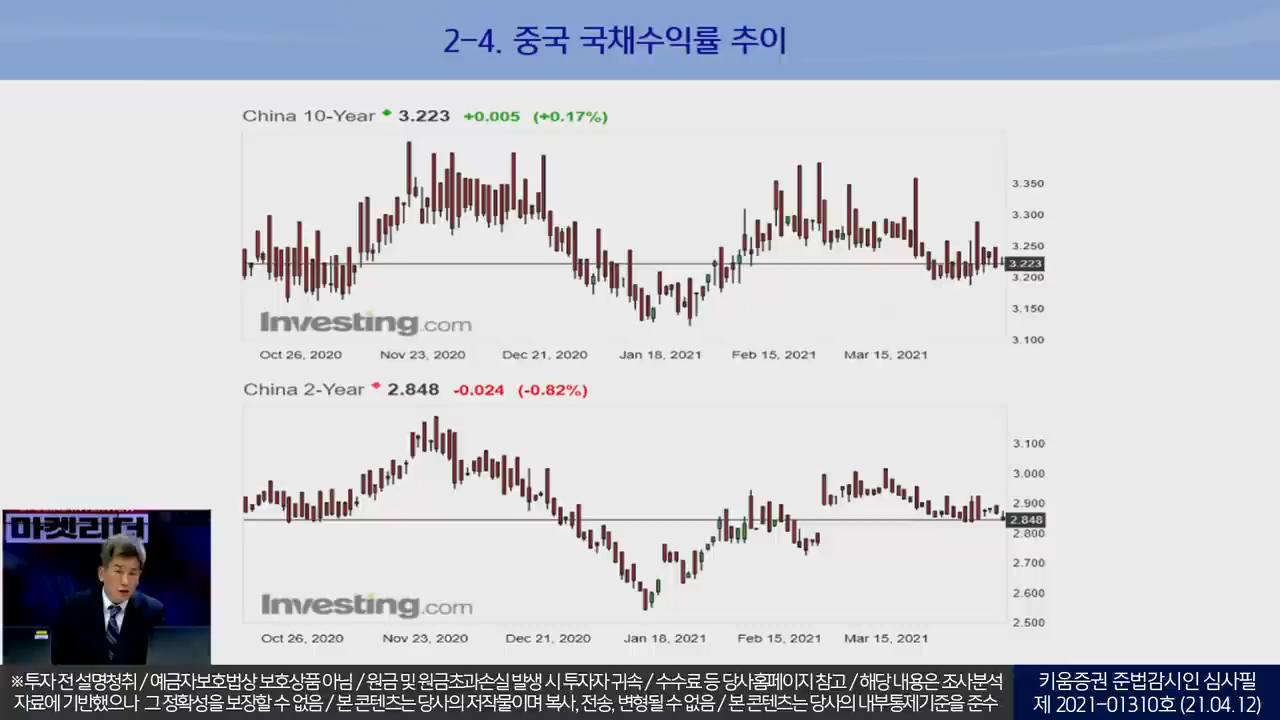 2-4. 중국 국채수익률 추이
China 10-Year 3.223 +0.005 (+0.17%)
3.350
3.300
3.250
3.223
3.200
3.150
3.100
Investing.com
Oct 26, 2020 Nov 23, 2020 Dec 21, 2020 Jan 18, 2021 Feb 15, 2021 Mar 15, 2021
China 2-Year 2.848 -0.024 (-0.82%)
3.100
3.000
2.900
2.848
2.800
2.700
2.600
2.500
Investing.com
Oct 26, 2020 Nov 23, 2020 Dec 21, 2020 Jan 18, 2021 Feb 15, 2021 Mar 15, 2021
마켓리더
※투자 전 설명청취 / 예금자보호법상 보호상품 아님 / 원금 및 원금초과손실 발생 시 투자자 귀속 / 수수료 등 당사홈페이지 참고 / 해당 내용은 조사분석
자료에 기반했으나 그 정확성을 보장할 수 없음 / 본 콘텐츠는 당사의 저작물이며 복사, 전송, 변형될 수 없음 / 본 콘텐츠는 당사의 내부통제기준을 준수
키움증권 준법감시인 심사필
제 2021-01310호 (21.04.12)